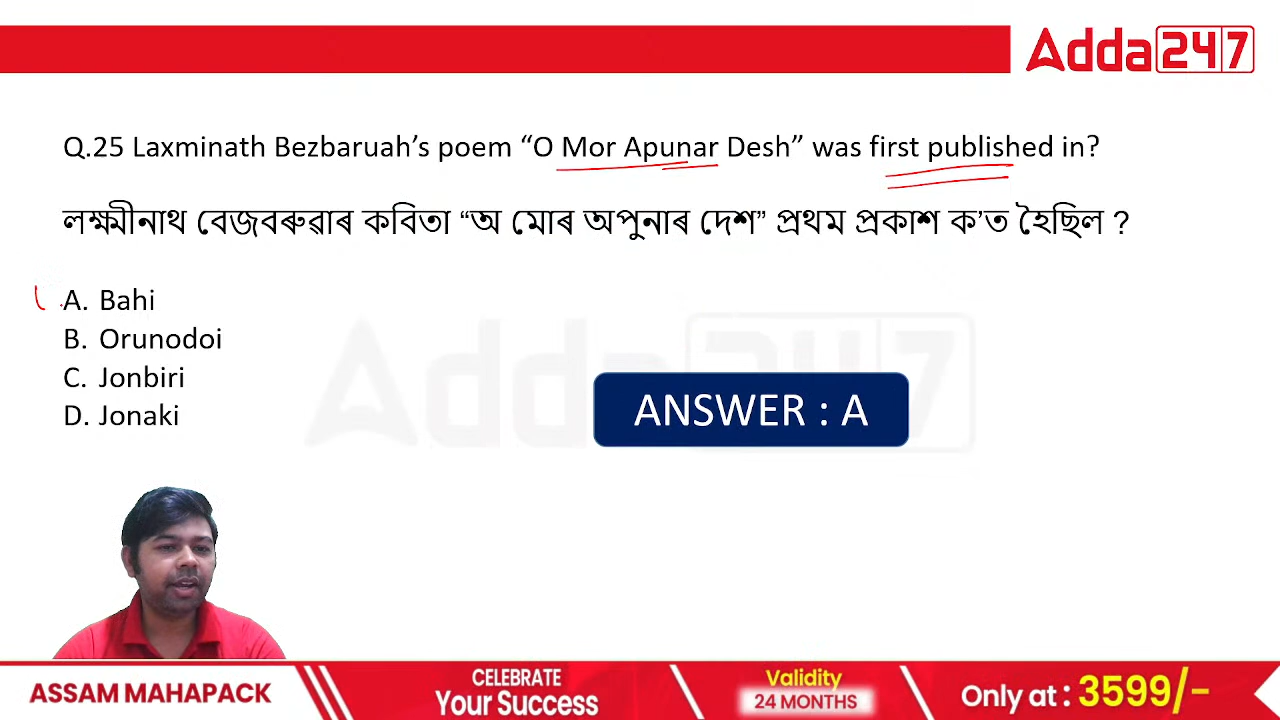 Adda247
Q.25 Laxminath Bezbaruah's poem “O Mor Apunar Desh” was first published in?
লক্ষ্মীনাথ বেজবৰুৱাৰ কবিতা “অ মোৰ অপুনাৰ দেশ” প্ৰথম প্ৰকাশ ক'ত হৈছিল ?
A. Bahi
B. Orunodoi
C. Jonbiri
D. Jonaki
Adda247
ANSWER : A
ASSAM MAHAPACK
CELEBRATE
Your Success
Validity
24 MONTHS
Only at : 3599/-